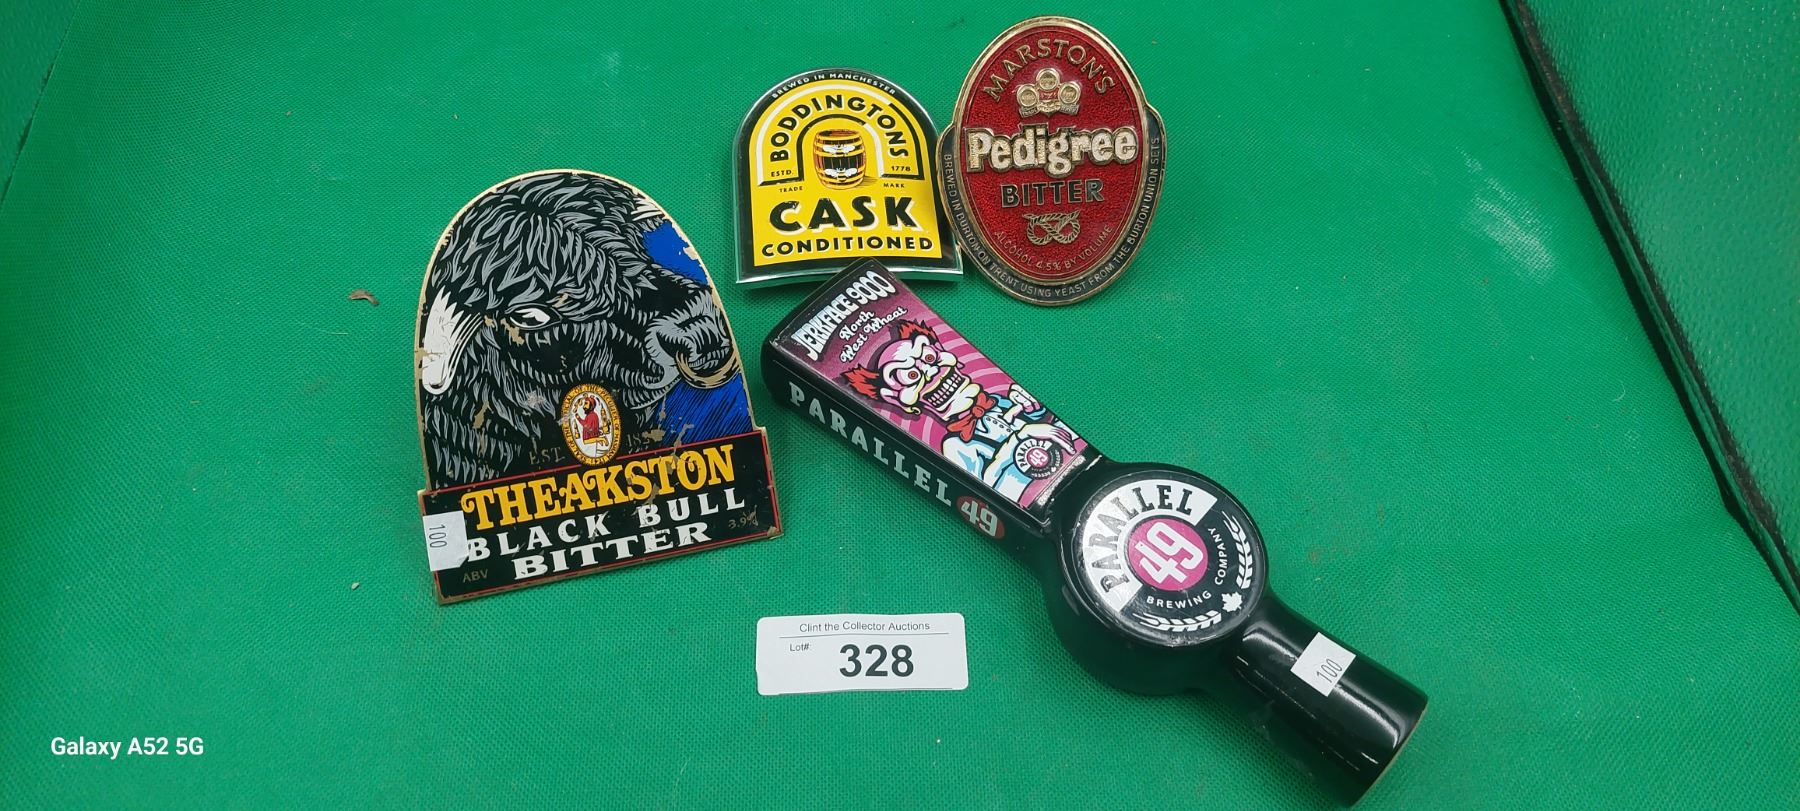 BREWED IN MANCHESTER
BODDINGTONS
ESTD. 1778
TRADE MARK
CASK
CONDITIONED
MARSTON'S
Pedigree
BITTER
ALCOHOL 4.5% BY VOLUME
BREWED IN BURTON ON TRENT USING YEAST FROM THE BURTON UNION SETS
EST.
THEAKSTON
BLACK BULL
BITTER
ABV 3.9%
100
JERKFACE 9000
North
West Wheat
PARALLEL
49
PARALLEL 49
PARALLEL
49
BREWING COMPANY
100
Clint the Collector Auctions
Lot#: 328
Galaxy A52 5G